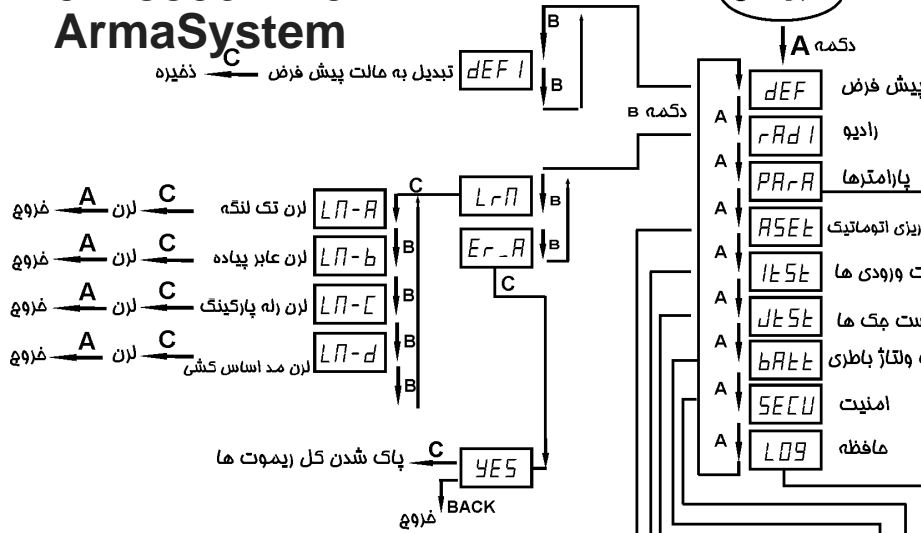 ArmaSystem
دکمه A
B
B
dEF1 تبدیل به حالت پیش فرض C ذخیره
دکمه B
dEF پیش فرض
A
rAd1 رادیو
A
PArA پارامترها
A
ASEt ریزی اتوماتیک
A
ItSt ورودی ها
A
JtSt جک ها
A
bAtt ولتاژ باطری
A
SECU امنیت
A
LOg حافظه
LrN
B
Er_A
B
C
C
LN-A لرن تک لنگه C لرن A خروج
B
LN-b لرن عابر پیاده C لرن A خروج
B
LN-C لرن رله پارکینگ C لرن A خروج
B
LN-d لرن مد اساس کشی C لرن A خروج
B
YES C پاک شدن کل ریموت ها
BACK خروج